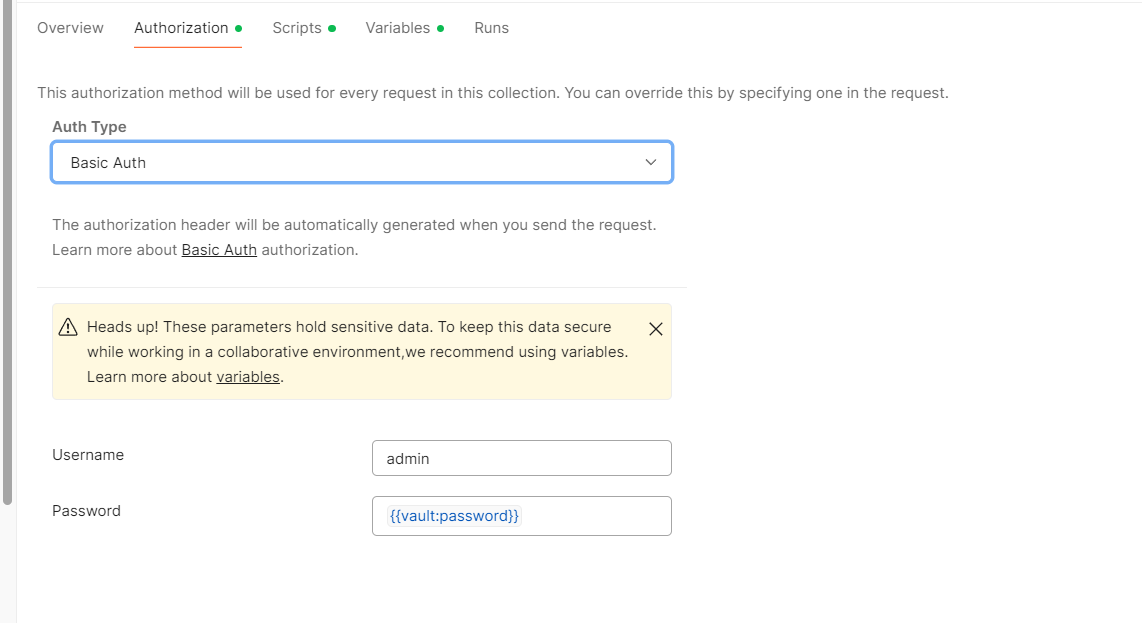 Overview Authorization Scripts Variables Runs
This authorization method will be used for every request in this collection. You can override this by specifying one in the request.
Auth Type
Basic Auth
The authorization header will be automatically generated when you send the request.
Learn more about Basic Auth authorization.
Heads up! These parameters hold sensitive data. To keep this data secure
while working in a collaborative environment,we recommend using variables.
Learn more about variables.
Username admin
Password {{vault:password}}